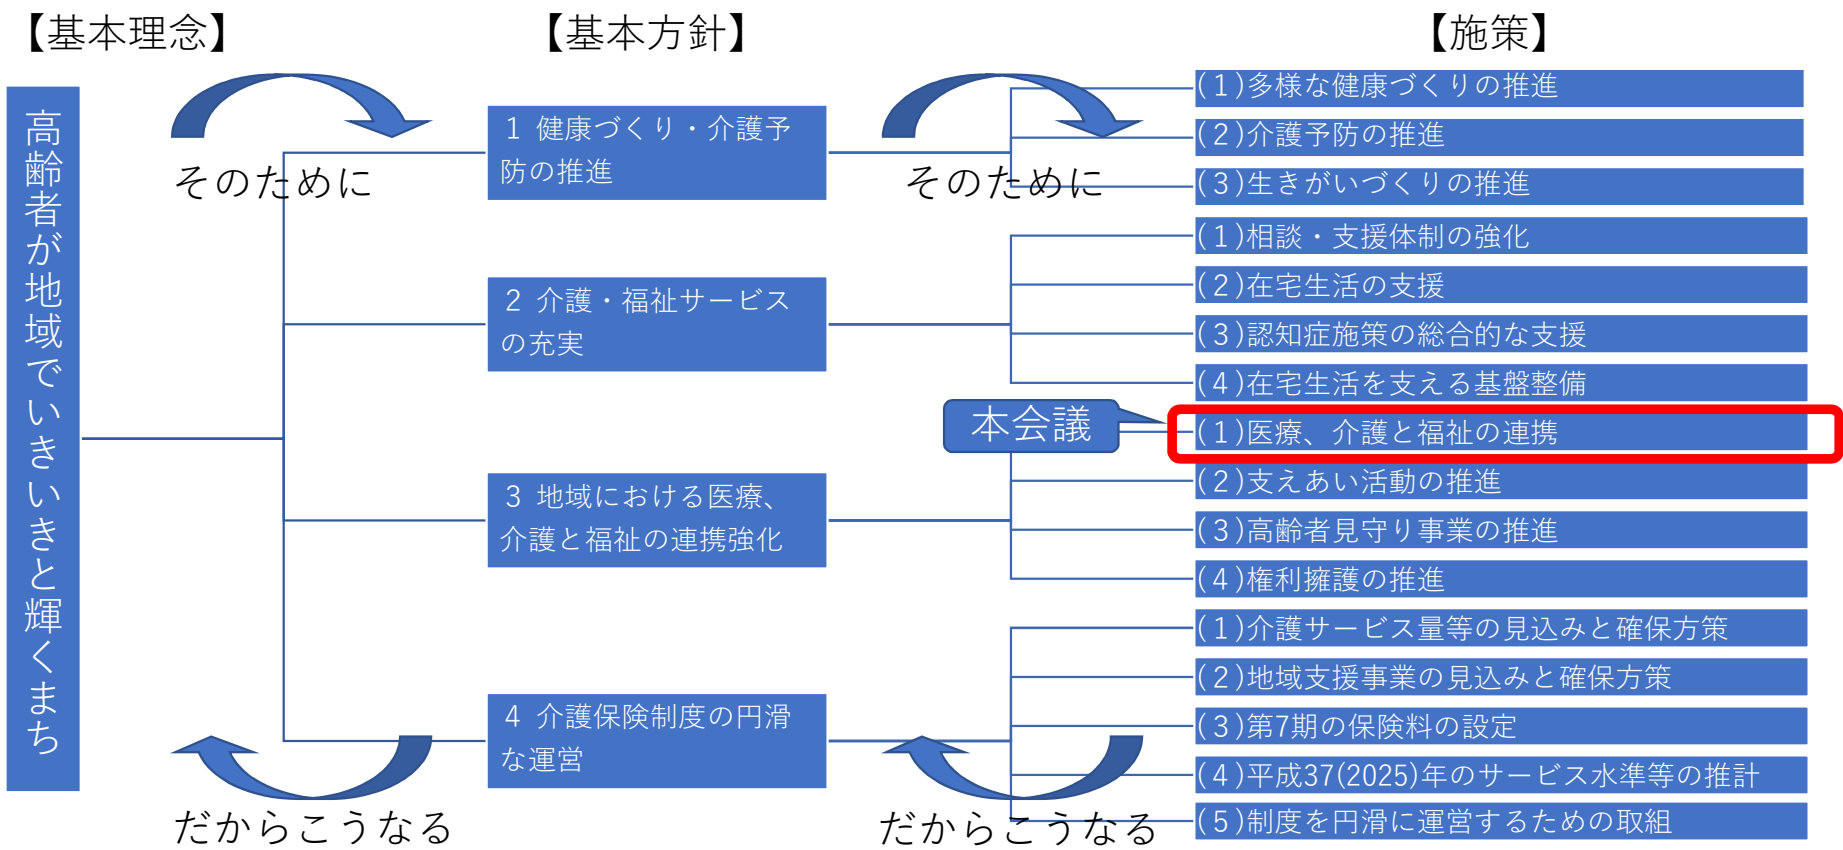 【基本理念】
【基本方針】
【施策】
高齢者が地域でいきいきと輝くまち
そのために
1 健康づくり・介護予
防の推進
そのために
(1)多様な健康づくりの推進
(2)介護予防の推進
(3)生きがいづくりの推進
2 介護・福祉サービス
の充実
(1)相談・支援体制の強化
(2)在宅生活の支援
(3)認知症施策の総合的な支援
(4)在宅生活を支える基盤整備
3 地域における医療、
介護と福祉の連携強化
本会議
(1)医療、介護と福祉の連携
(2)支えあい活動の推進
(3)高齢者見守り事業の推進
(4)権利擁護の推進
4 介護保険制度の円滑
な運営
(1)介護サービス量等の見込みと確保方策
(2)地域支援事業の見込みと確保方策
(3)第7期の保険料の設定
(4)平成37(2025)年のサービス水準等の推計
(5)制度を円滑に運営するための取組
だからこうなる
だからこうなる